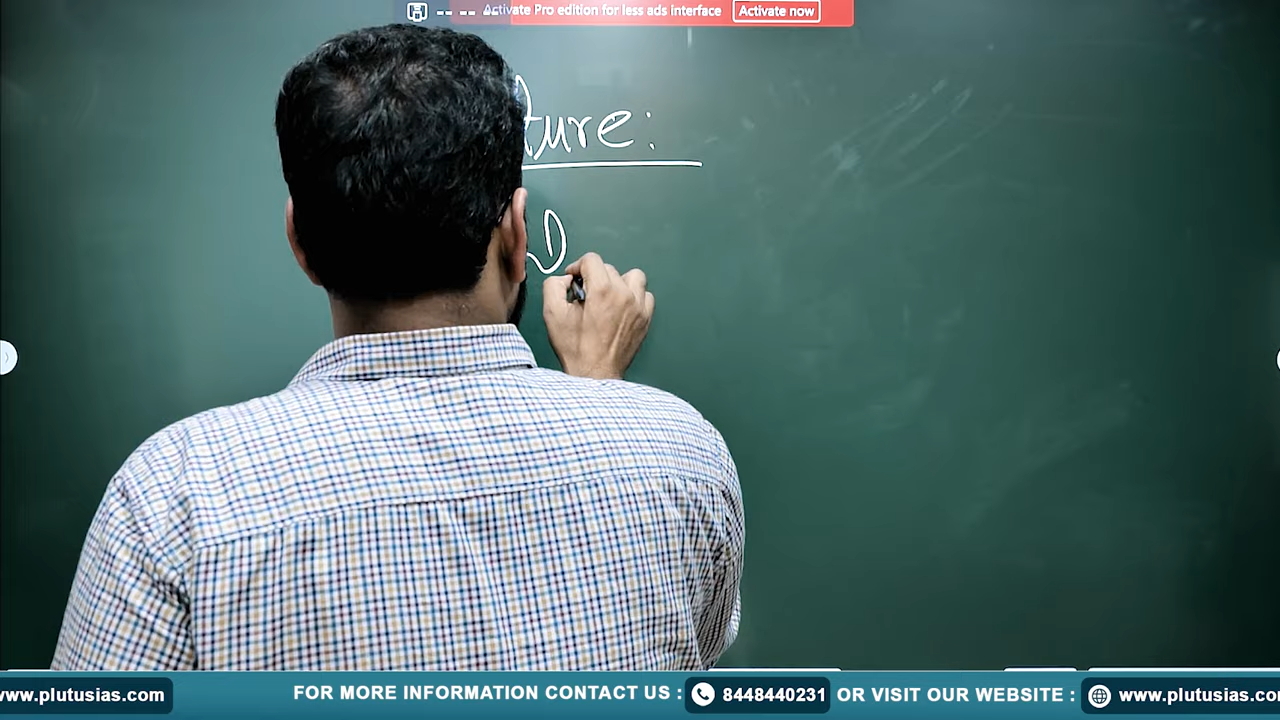 Activate Pro edition for less ads interface Activate now
ture:
D
www.plutusias.com FOR MORE INFORMATION CONTACT US : 8448440231 OR VISIT OUR WEBSITE : www.plutusias.co